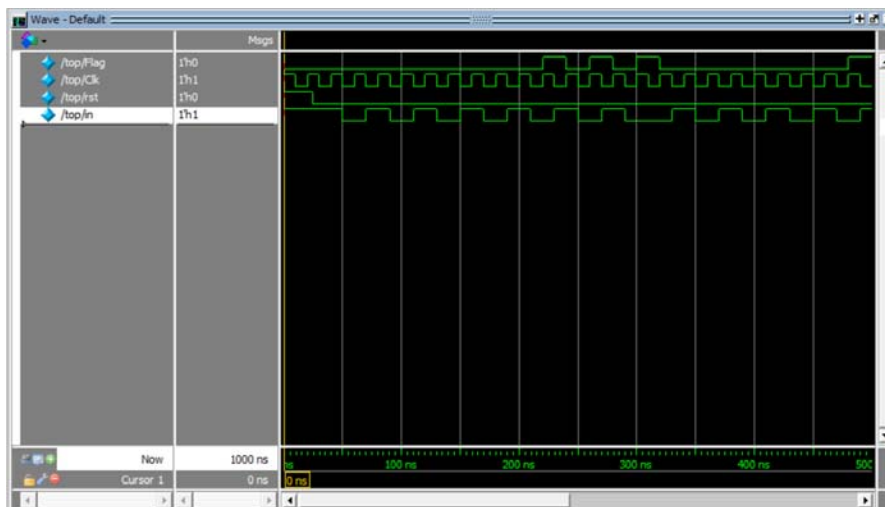 Wave - Default
Msgs
/top/Flag 1'h0
/top/Clk 1'h1
/top/rst 1'h0
/top/in 1'h1
Now 1000 ns
ns 100 ns 200 ns 300 ns 400 ns 500
Cursor 1 0 ns 0 ns